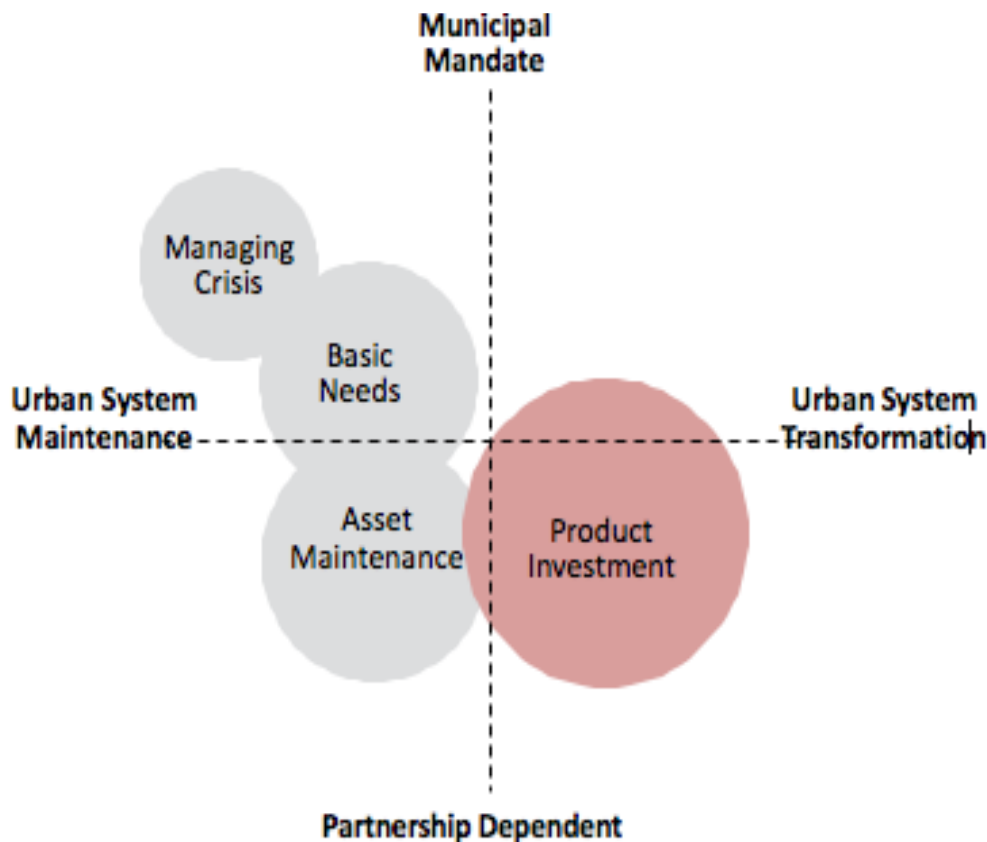 Municipal
Mandate
Managing
Crisis
Basic
Needs
Urban System
Maintenance
Urban System
Transformation
Asset
Maintenance
Product
Investment
Partnership Dependent